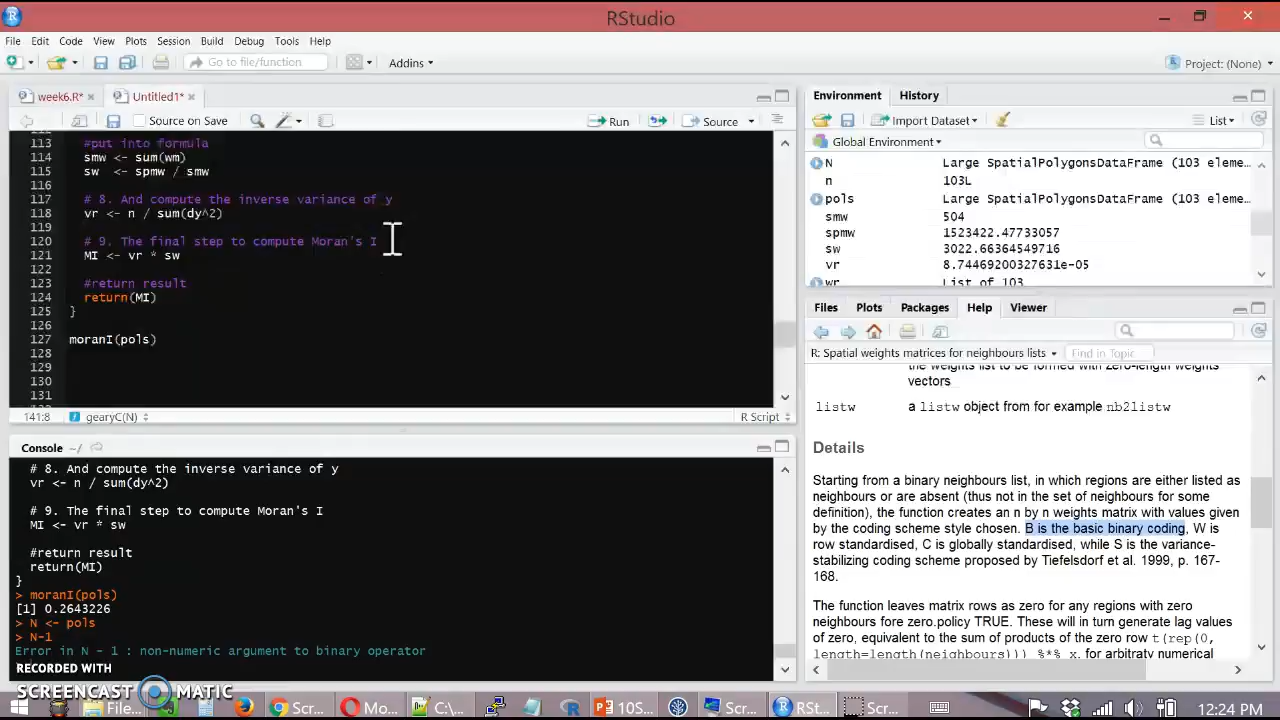 RStudio
File Edit Code View Plots Session Build Debug Tools Help
Go to file/function Addins Project: (None)
week6.R* Untitled1*
Source on Save Run Source
113 #put into formula
114 smw <- sum(wm)
115 sw <- spmw / smw
116
117 # 8. And compute the inverse variance of y
118 vr <- n / sum(dy^2)
119
120 # 9. The final step to compute Moran's I
121 MI <- vr * sw
122
123 #return result
124 return(MI)
125 }
126
127 moranI(pols)
128
129
130
131
141:8 gearyC(N) R Script
Console ~/
# 8. And compute the inverse variance of y
vr <- n / sum(dy^2)
# 9. The final step to compute Moran's I
MI <- vr * sw
#return result
return(MI)
}
> moranI(pols)
[1] 0.2643226
> N <- pols
> N-1
Error in N - 1 : non-numeric argument to binary operator
RECORDED WITH
SCREENCAST MATIC
Environment History
Import Dataset List
Global Environment
N Large SpatialPolygonsDataFrame (103 eleme...
n 103L
pols Large SpatialPolygonsDataFrame (103 eleme...
smw 504
spmw 1523422.47733057
sw 3022.66364549716
vr 8.74469200327631e-05
wr List of 103
Files Plots Packages Help Viewer
R: Spatial weights matrices for neighbours lists Find in Topic
the weights list to be formed with zero-length weights
vectors
listw a listw object from for example nb2listw
Details
Starting from a binary neighbours list, in which regions are either listed as
neighbours or are absent (thus not in the set of neighbours for some
definition), the function creates an n by n weights matrix with values given
by the coding scheme style chosen. B is the basic binary coding, W is
row standardised, C is globally standardised, while S is the variance-
stabilizing coding scheme proposed by Tiefelsdorf et al. 1999, p. 167-
168.
The function leaves matrix rows as zero for any regions with zero
neighbours fore zero.policy TRUE. These will in turn generate lag values
of zero, equivalent to the sum of products of the zero row t(rep(0,
length=length(neighbours))) %*% x, for arbitraty numerical
File... Scr... Mo... C:\... 10S... Scr... RSt... Scr... 12:24 PM